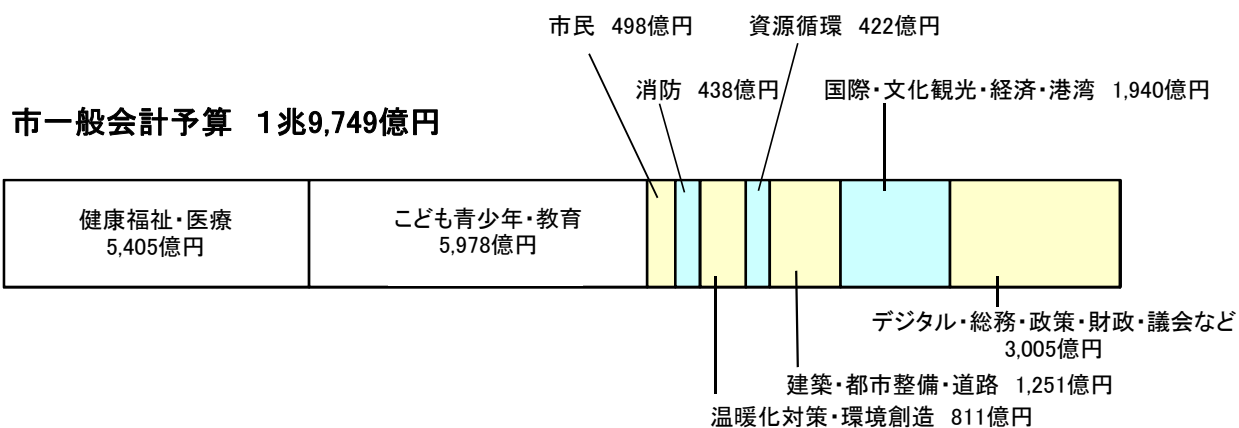 市民 498億円
資源循環 422億円
消防 438億円
国際・文化観光・経済・港湾 1,940億円
市一般会計予算 1兆9,749億円
健康福祉・医療
5,405億円
こども青少年・教育
5,978億円
デジタル・総務・政策・財政・議会など
3,005億円
建築・都市整備・道路 1,251億円
温暖化対策・環境創造 811億円